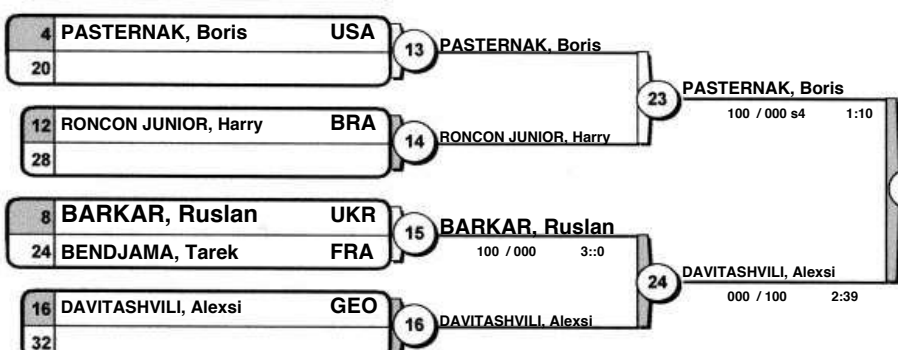 4 PASTERNAK, Boris USA
20
13 PASTERNAK, Boris
12 RONCON JUNIOR, Harry BRA
28
14 RONCON JUNIOR, Harry
23 PASTERNAK, Boris
100 / 000 s4 1:10
8 BARKAR, Ruslan UKR
24 BENDJAMA, Tarek FRA
15 BARKAR, Ruslan
100 / 000 3::0
16 DAVITASHVILI, Alexsi GEO
32
16 DAVITASHVILI, Alexsi
24 DAVITASHVILI, Alexsi
000 / 100 2:39